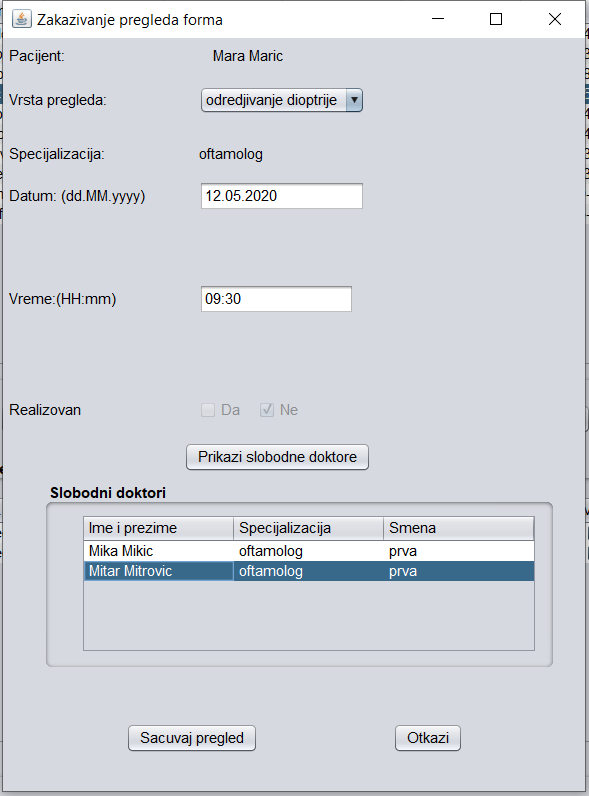 Zakazivanje pregleda forma
Pacijent: Mara Maric
Vrsta pregleda: odredjivanje dioptrije
Specijalizacija: oftamolog
Datum: (dd.MM.yyyy) 12.05.2020
Vreme:(HH:mm) 09:30
Realizovan Da Ne
Prikazi slobodne doktore
Slobodni doktori
Ime i prezime Specijalizacija Smena
Mika Mikic oftamolog prva
Mitar Mitrovic oftamolog prva
Sacuvaj pregled Otkazi